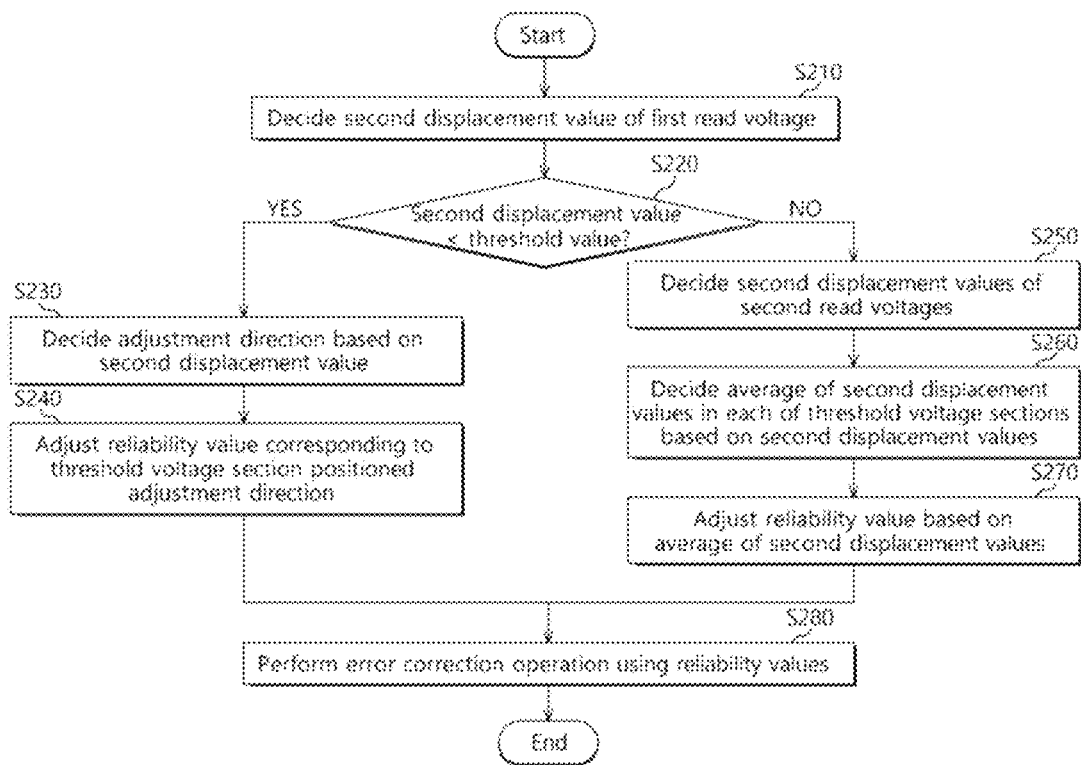 Start
S210
Decide second displacement value of first read voltage
S220
YES
Second displacement value
< threshold value?
NO
S230
Decide adjustment direction based on
second displacement value
S240
Adjust reliability value corresponding to
threshold voltage section positioned
adjustment direction
S250
Decide second displacement values of
second read voltages
S260
Decide average of second displacement
values in each of threshold voltage sections
based on second displacement values
S270
Adjust reliability value based on
average of second displacement values
S280
Perform error correction operation using reliability values
End